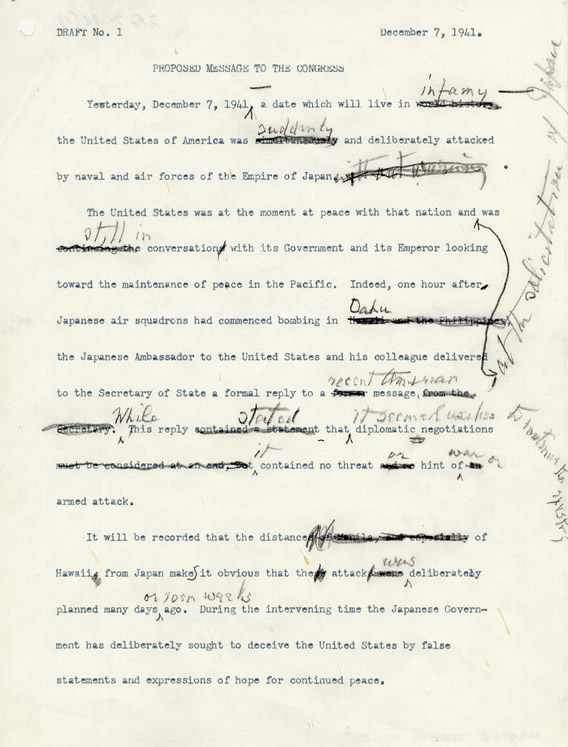 DRAFT No. 1 December 7, 1941.
PROPOSED MESSAGE TO THE CONGRESS
infamy —
Yesterday, December 7, 1941, a date which will live in world history,
suddenly
the United States of America was simultaneously and deliberately attacked
by naval and air forces of the Empire of Japan without warning
The United States was at the moment at peace with that nation and was
still in
continuing the conversations with its Government and its Emperor looking
toward the maintenance of peace in the Pacific. Indeed, one hour after
Oahu
Japanese air squadrons had commenced bombing in Hawaii and the Philippines
the Japanese Ambassador to the United States and his colleague delivered
recent American
to the Secretary of State a formal reply to a former message, from the
While stated it seemed useless to
Secretary. This reply contained a statement that diplomatic negotiations
it or war or
must be considered at an end, but contained no threat and no hint of an
armed attack.
It will be recorded that the distance Manila, and especially of
was
Hawaii, from Japan makes it obvious that the attack were deliberately
or even weeks
planned many days ago. During the intervening time the Japanese Govern-
ment has deliberately sought to deceive the United States by false
statements and expressions of hope for continued peace.
at the solicitation of Japan